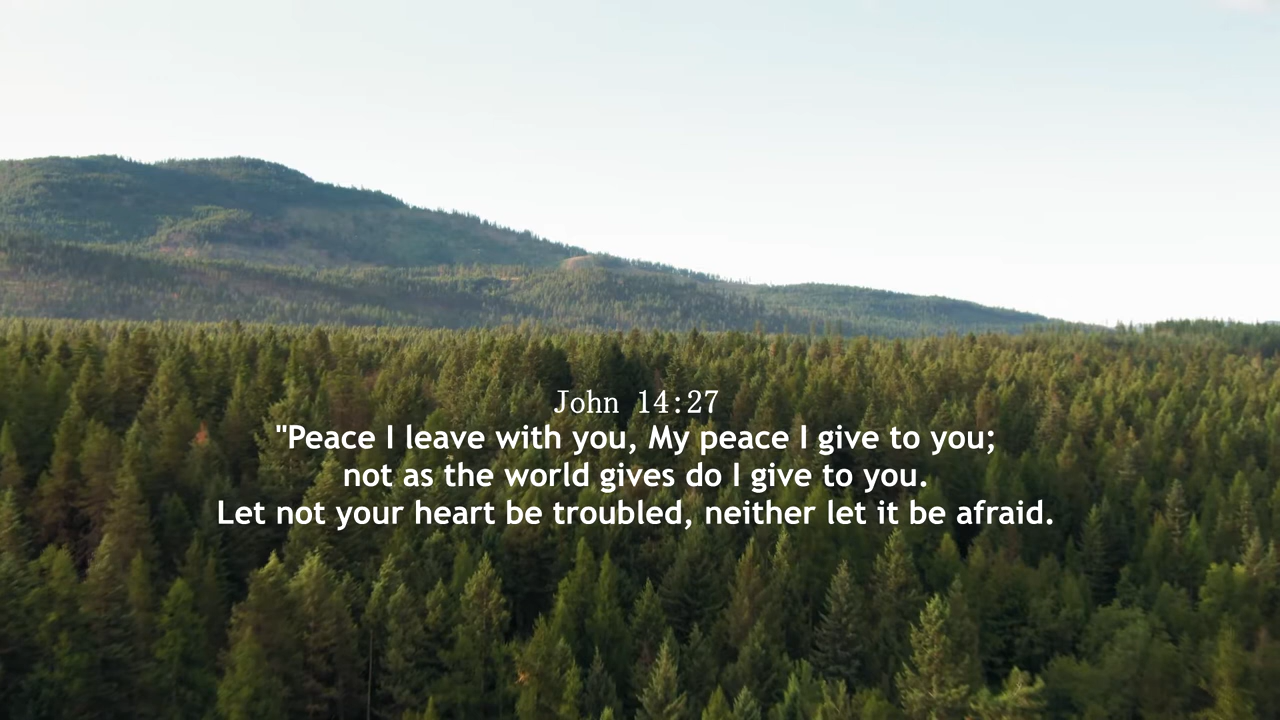 John 14:27
"Peace I leave with you, My peace I give to you;
not as the world gives do I give to you.
Let not your heart be troubled, neither let it be afraid.